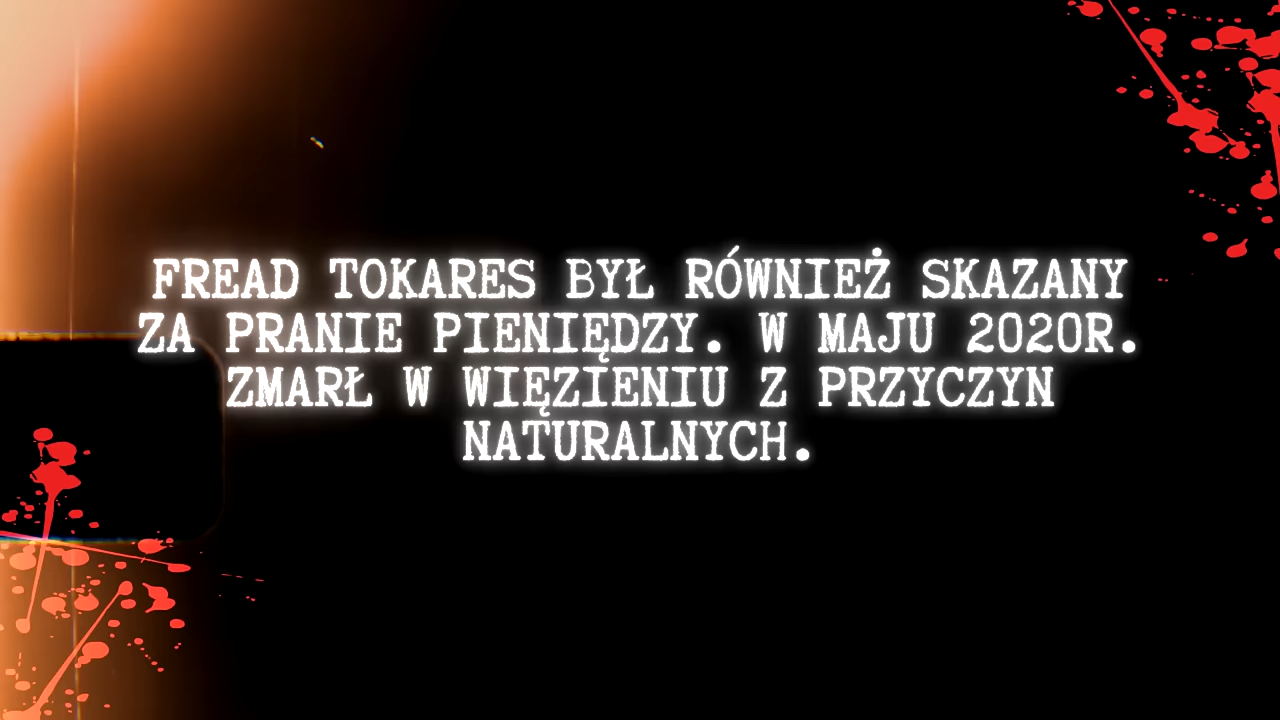 FREAD TOKARES BYŁ RÓWNIEŻ SKAZANY
ZA PRANIE PIENIĘDZY. W MAJU 2020R.
ZMARŁ W WIĘZIENIU Z PRZYCZYN
NATURALNYCH.